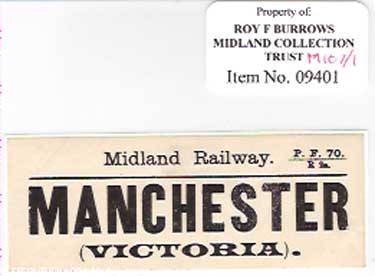 Property of:
ROY F BURROWS
MIDLAND COLLECTION
TRUST
Item No. 09401
Midland Railway.
P. F. 70.
MANCHESTER
(VICTORIA).